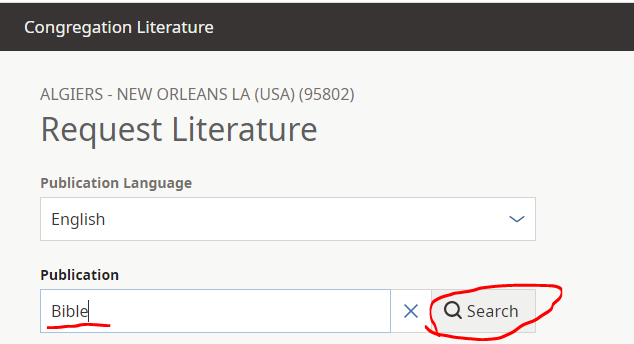 Congregation Literature
ALGIERS - NEW ORLEANS LA (USA) (95802)
Request Literature
Publication Language
English
Publication
Bible
Search